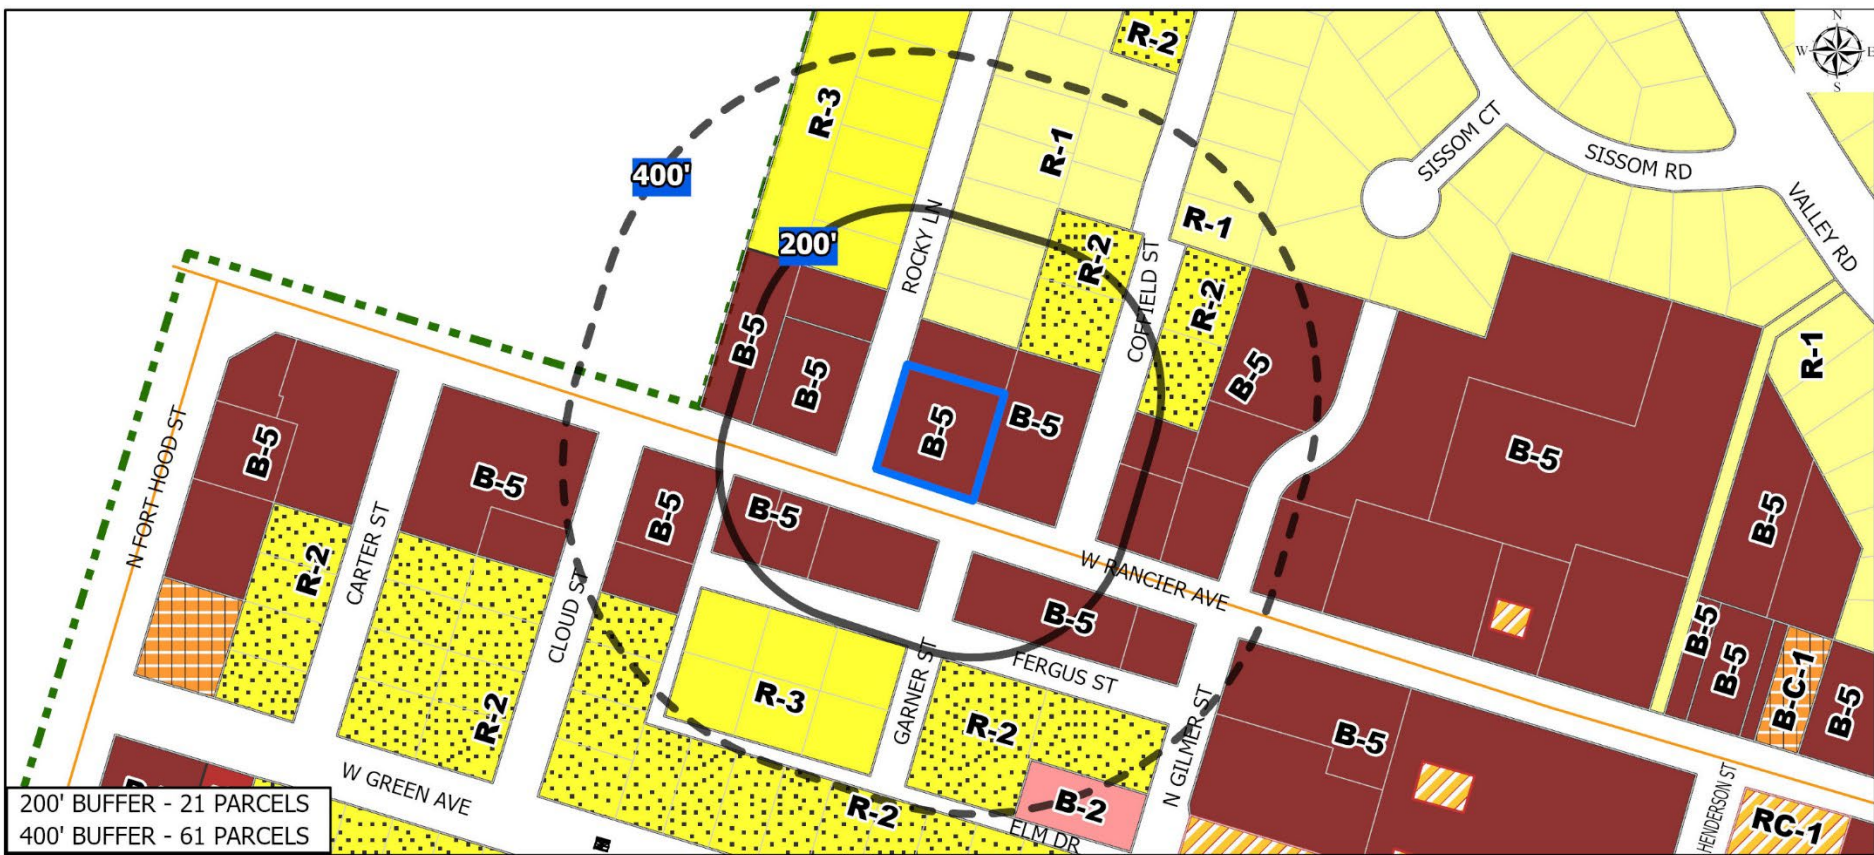 R-2
N
W
E
S
R-3
400'
R-1
SISSOM CT
SISSOM RD
VALLEY RD
200'
ROCKY LN
R-2
R-1
COFFIELD ST
R-2
B-5
B-5
B-5
R-1
N FORT HOOD ST
B-5
B-5
B-5
B-5
B-5
B-5
B-5
B-5
B-5
R-2
CARTER ST
CLOUD ST
W RANCIER AVE
B-5
B-5
B-5
B-C-1
B-5
R-2
R-3
GARNER ST
FERGUS ST
R-2
N GILMER ST
B-5
W GREEN AVE
R-2
B-2
ELM DR
HENDERSON ST
RC-1
200' BUFFER - 21 PARCELS
400' BUFFER - 61 PARCELS